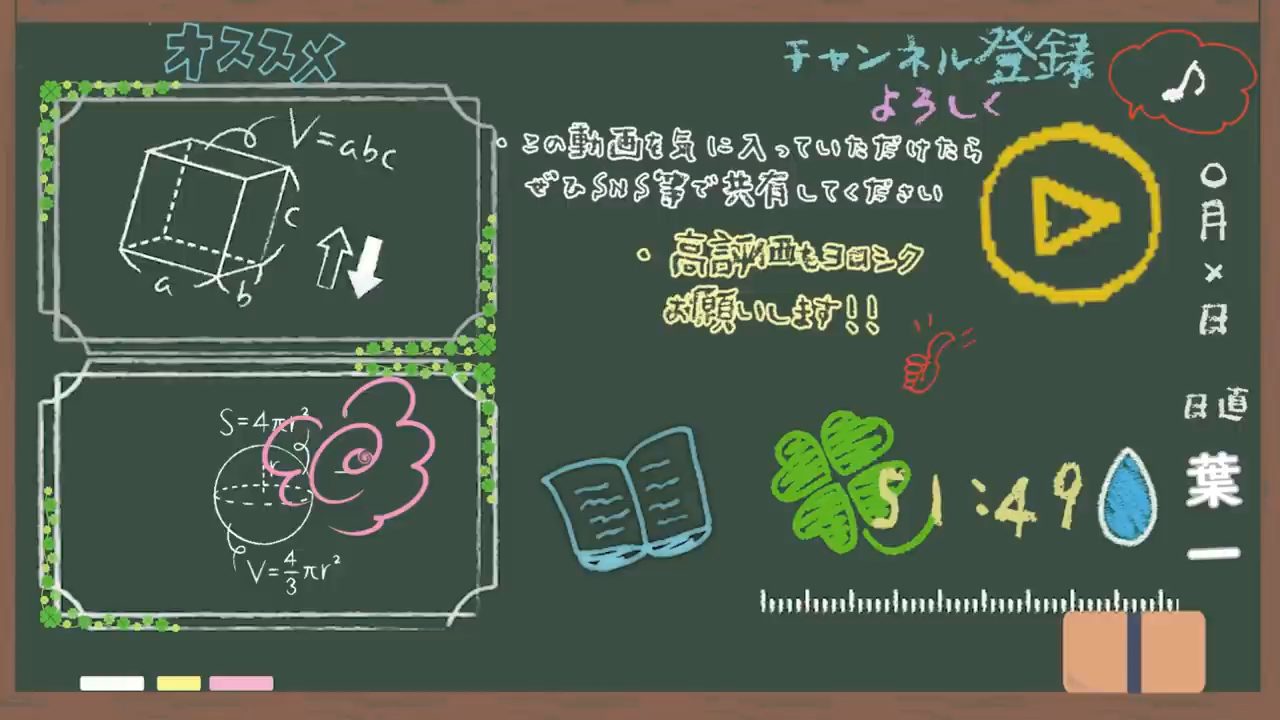 オススメ
V=abc
a
b
c
S=4πr²
r
V=4/3πr²
チャンネル登録
よろしく
・この動画を気に入っていただけたら
ぜひSNS等で共有してください
・高評価もヨロシク
お願いします!!
51:49
〇月×日
日直
葉一